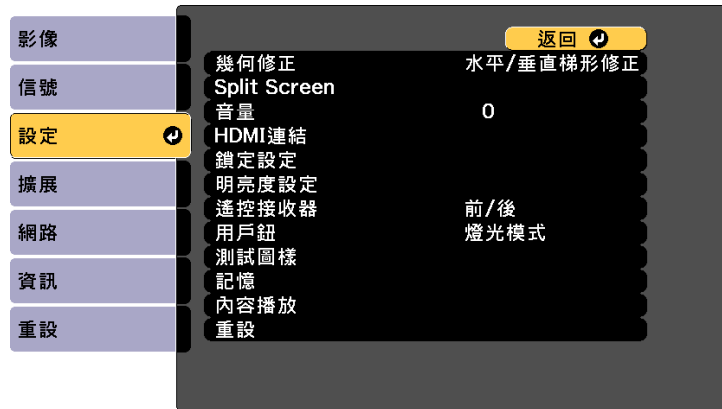 影像
信號
設定
擴展
網路
資訊
重設
返回
幾何修正 水平/垂直梯形修正
Split Screen
音量 0
HDMI連結
鎖定設定
明亮度設定
遙控接收器 前/後
用戶鈕 燈光模式
測試圖樣
記憶
內容播放
重設